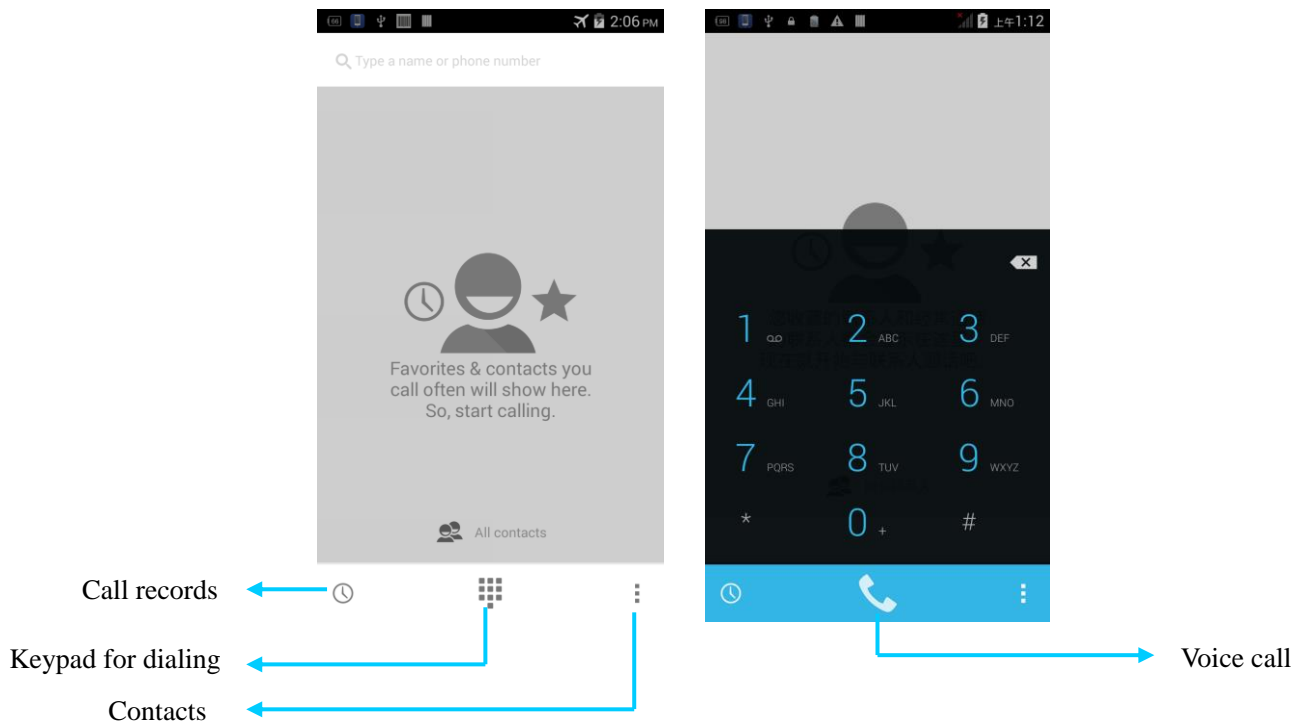 2:06 PM
Type a name or phone number
Favorites & contacts you
call often will show here.
So, start calling.
All contacts
上午1:12
1
2 ABC
3 DEF
4 GHI
5 JKL
6 MNO
7 PQRS
8 TUV
9 WXYZ
*
0 +
#
Call records
Keypad for dialing
Contacts
Voice call